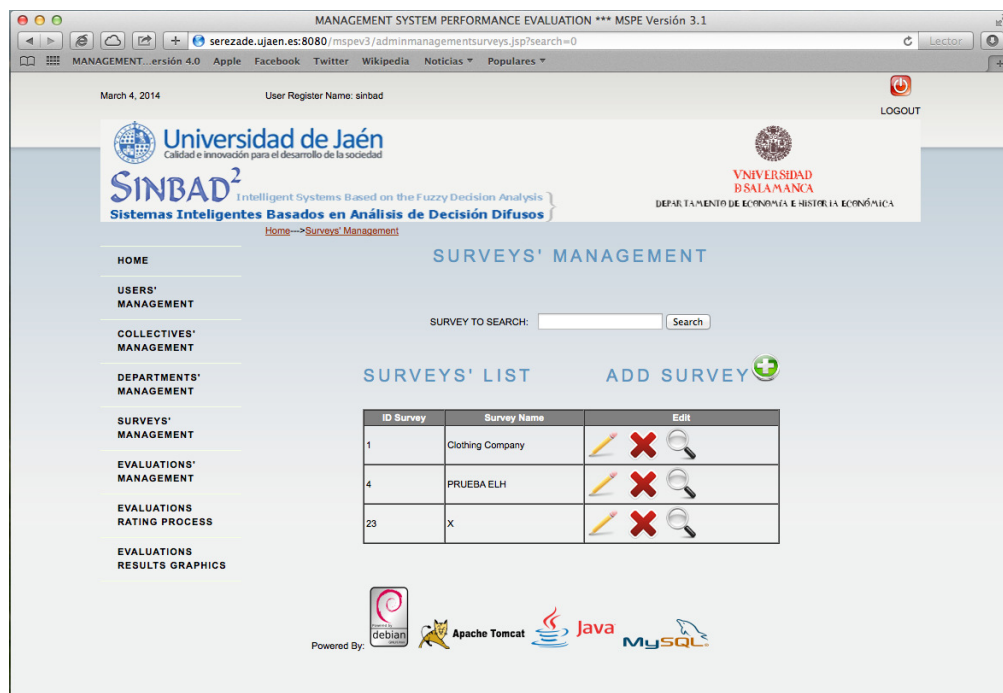 MANAGEMENT SYSTEM PERFORMANCE EVALUATION *** MSPE Versión 3.1
serezade.ujaen.es:8080/mspev3/adminmanagementsurveys.jsp?search=0
Lector
MANAGEMENT...ersión 4.0 Apple Facebook Twitter Wikipedia Noticias Populares
March 4, 2014 User Register Name: sinbad
LOGOUT
Universidad de Jaén
Calidad e innovación para el desarrollo de la sociedad
SINBAD2
Intelligent Systems Based on the Fuzzy Decision Analysis
Sistemas Inteligentes Basados en Análisis de Decisión Difusos
VNiVERSiDAD
D SALAMANCA
DEPARTAMENTO DE ECONOMÍA E HISTORIA ECONÓMICA
Home--->Surveys' Management
HOME
USERS'
MANAGEMENT
COLLECTIVES'
MANAGEMENT
DEPARTMENTS'
MANAGEMENT
SURVEYS'
MANAGEMENT
EVALUATIONS'
MANAGEMENT
EVALUATIONS
RATING PROCESS
EVALUATIONS
RESULTS GRAPHICS
SURVEYS' MANAGEMENT
SURVEY TO SEARCH: Search
SURVEYS' LIST ADD SURVEY
ID Survey Survey Name Edit
1 Clothing Company
4 PRUEBA ELH
23 X
Powered By:
debian
Apache Tomcat
Java
MySQL